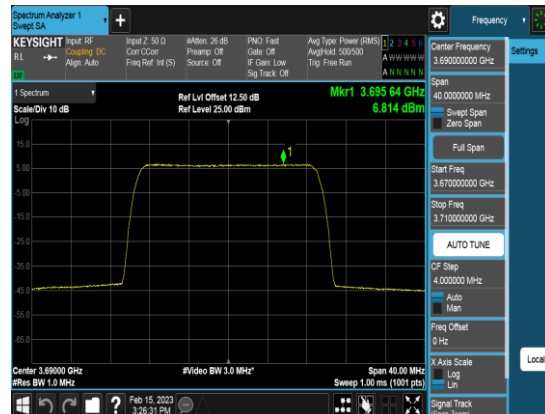 Spectrum Analyzer 1
Swept SA
+
Frequency
KEYSIGHT
R L
LW
Input: RF
Coupling: DC
Align: Auto
Input Z: 50 Ω
Corr CCorr
Freq Ref: Int (S)
#Atten: 26 dB
Preamp: Off
Source: Off
PNO: Fast
Gate: Off
IF Gain: Low
Sig Track: Off
Avg Type: Power (RMS)
Avg|Hold: 500/500
Trig: Free Run
1 2 3 4 5 6
A W W W W W
A N N N N N
1 Spectrum
Scale/Div 10 dB
Log
Ref Lvl Offset 12.50 dB
Ref Level 25.00 dBm
Mkr1 3.695 64 GHz
6.814 dBm
15.0
5.00
-5.00
-15.0
-25.0
-35.0
-45.0
-55.0
-65.0
1
Center 3.69000 GHz
#Res BW 1.0 MHz
#Video BW 3.0 MHz*
Span 40.00 MHz
Sweep 1.00 ms (1001 pts)
Center Frequency
3.690000000 GHz
Span
40.0000000 MHz
Swept Span
Zero Span
Full Span
Start Freq
3.670000000 GHz
Stop Freq
3.710000000 GHz
AUTO TUNE
CF Step
4.000000 MHz
Auto
Man
Freq Offset
0 Hz
X Axis Scale
Log
Lin
Signal Track
Settings
Local
?
Feb 15, 2023
3:26:31 PM